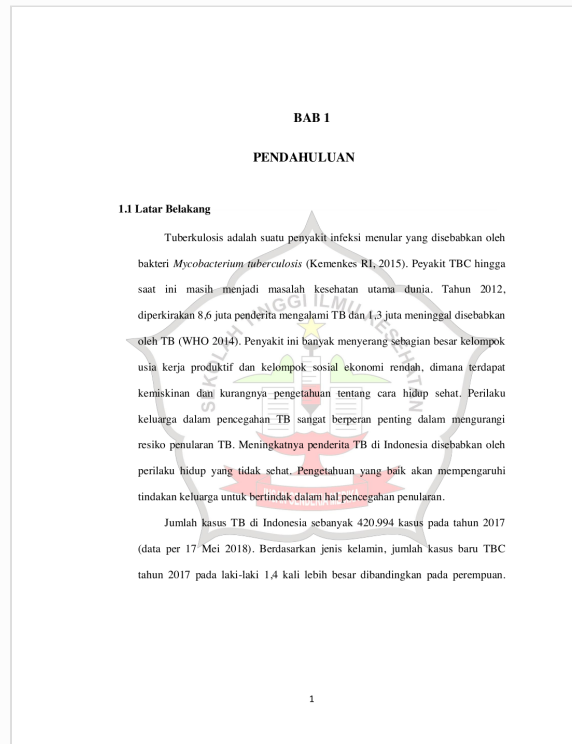 BAB 1
PENDAHULUAN
1.1 Latar Belakang
Tuberkulosis adalah suatu penyakit infeksi menular yang disebabkan oleh
bakteri Mycobacterium tuberculosis (Kemenkes RI, 2015). Peyakit TBC hingga
saat ini masih menjadi masalah kesehatan utama dunia. Tahun 2012,
diperkirakan 8,6 juta penderita mengalami TB dan 1,3 juta meninggal disebabkan
oleh TB (WHO 2014). Penyakit ini banyak menyerang sebagian besar kelompok
usia kerja produktif dan kelompok sosial ekonomi rendah, dimana terdapat
kemiskinan dan kurangnya pengetahuan tentang cara hidup sehat. Perilaku
keluarga dalam pencegahan TB sangat berperan penting dalam mengurangi
resiko penularan TB. Meningkatnya penderita TB di Indonesia disebabkan oleh
perilaku hidup yang tidak sehat. Pengetahuan yang baik akan mempengaruhi
tindakan keluarga untuk bertindak dalam hal pencegahan penularan.
Jumlah kasus TB di Indonesia sebanyak 420.994 kasus pada tahun 2017
(data per 17 Mei 2018). Berdasarkan jenis kelamin, jumlah kasus baru TBC
tahun 2017 pada laki-laki 1,4 kali lebih besar dibandingkan pada perempuan.
SEKOLAH TINGGI ILMU KESEHATAN
1